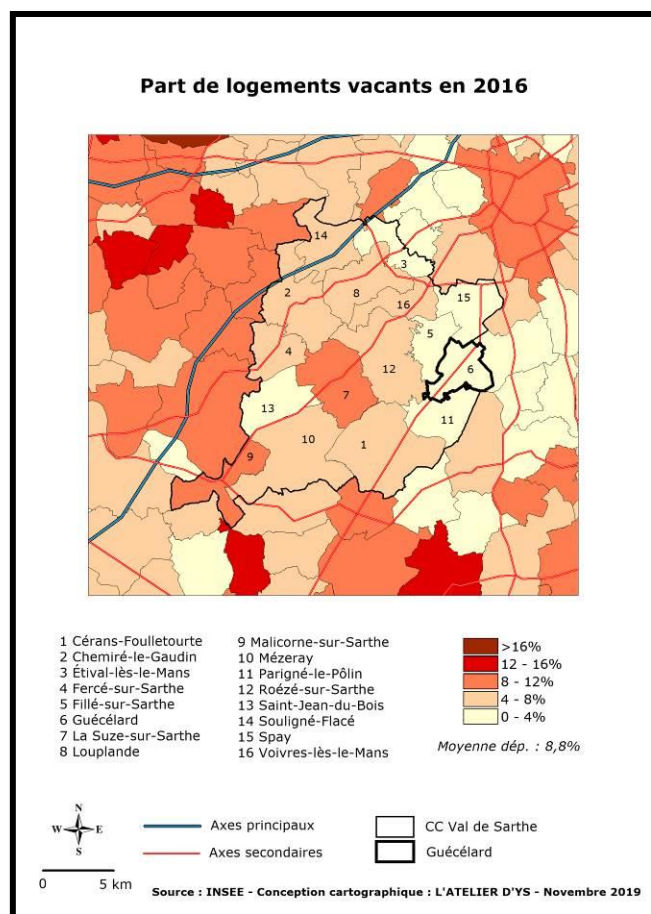 Part de logements vacants en 2016
14
3
2
8
16
15
5
4
12
6
7
13
11
10
1
9
1 Cérans-Foulletourte
2 Chemiré-le-Gaudin
3 Étival-lès-le-Mans
4 Fercé-sur-Sarthe
5 Fillé-sur-Sarthe
6 Guécélard
7 La Suze-sur-Sarthe
8 Louplande
9 Malicorne-sur-Sarthe
10 Mézeray
11 Parigné-le-Pôlin
12 Roézé-sur-Sarthe
13 Saint-Jean-du-Bois
14 Souligné-Flacé
15 Spay
16 Voivres-lès-le-Mans
>16%
12 - 16%
8 - 12%
4 - 8%
0 - 4%
Moyenne dép. : 8,8%
N
W E
S
Axes principaux
Axes secondaires
CC Val de Sarthe
Guécélard
0 5 km
Source : INSEE - Conception cartographique : L'ATELIER D'YS - Novembre 2019